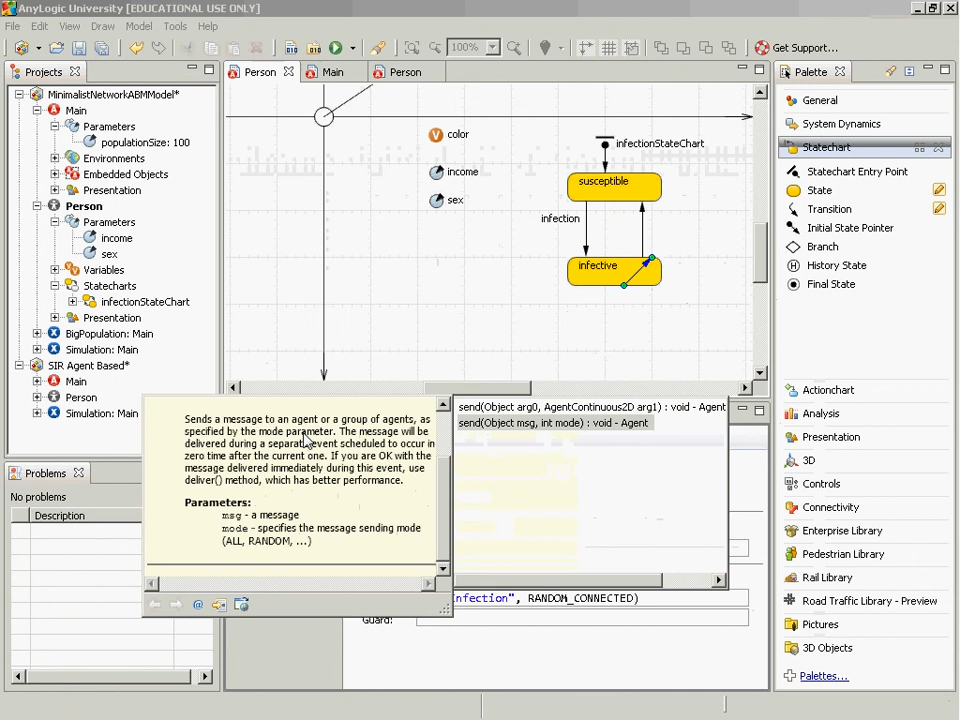 AnyLogic University [EDUCATIONAL USE ONLY]
File Edit View Draw Model Tools Help
100% Get Support...
Projects
MinimalistNetworkABMModel*
Main
Parameters
populationSize: 100
Environments
Embedded Objects
Presentation
Person
Parameters
income
sex
Variables
Statecharts
infectionStateChart
Presentation
BigPopulation: Main
Simulation: Main
SIR Agent Based*
Main
Person
Simulation: Main
Problems
No problems
Description
Person Main Person
color
income
sex
infectionStateChart
susceptible
infection
infective
Sends a message to an agent or a group of agents, as
specified by the mode parameter. The message will be
delivered during a separate event scheduled to occur in
zero time after the current one. If you are OK with the
message delivered immediately during this event, use
deliver() method, which has better performance.
Parameters:
msg - a message
mode - specifies the message sending mode
(ALL, RANDOM, ...)
send(Object arg0, AgentContinuous2D arg1) : void - Agent
send(Object msg, int mode) : void - Agent
nfection", RANDOM_CONNECTED)
Guard:
Palette
General
System Dynamics
Statechart
Statechart Entry Point
State
Transition
Initial State Pointer
Branch
History State
Final State
Actionchart
Analysis
Presentation
3D
Controls
Connectivity
Enterprise Library
Pedestrian Library
Rail Library
Road Traffic Library - Preview
Pictures
3D Objects
Palettes...